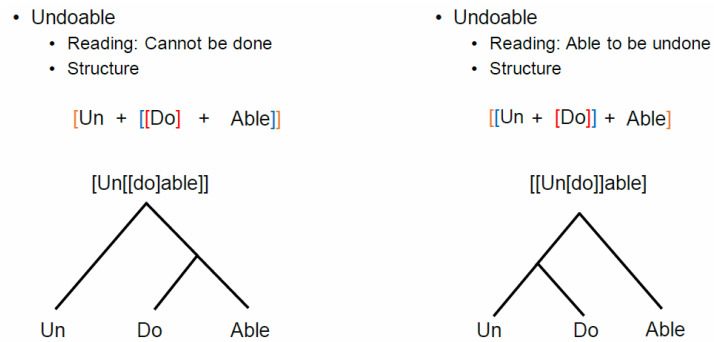 • Undoable
• Reading: Cannot be done
• Structure
[Un + [[Do] + Able]]
[Un[[do]able]]
Un Do Able
• Undoable
• Reading: Able to be undone
• Structure
[[Un + [Do]] + Able]
[[Un[do]]able]
Un Do Able